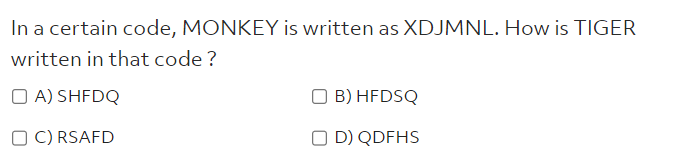 In a certain code, MONKEY is written as XDJMNL. How is TIGER
written in that code ?
A) SHFDQ B) HFDSQ
C) RSAFD D) QDFHS